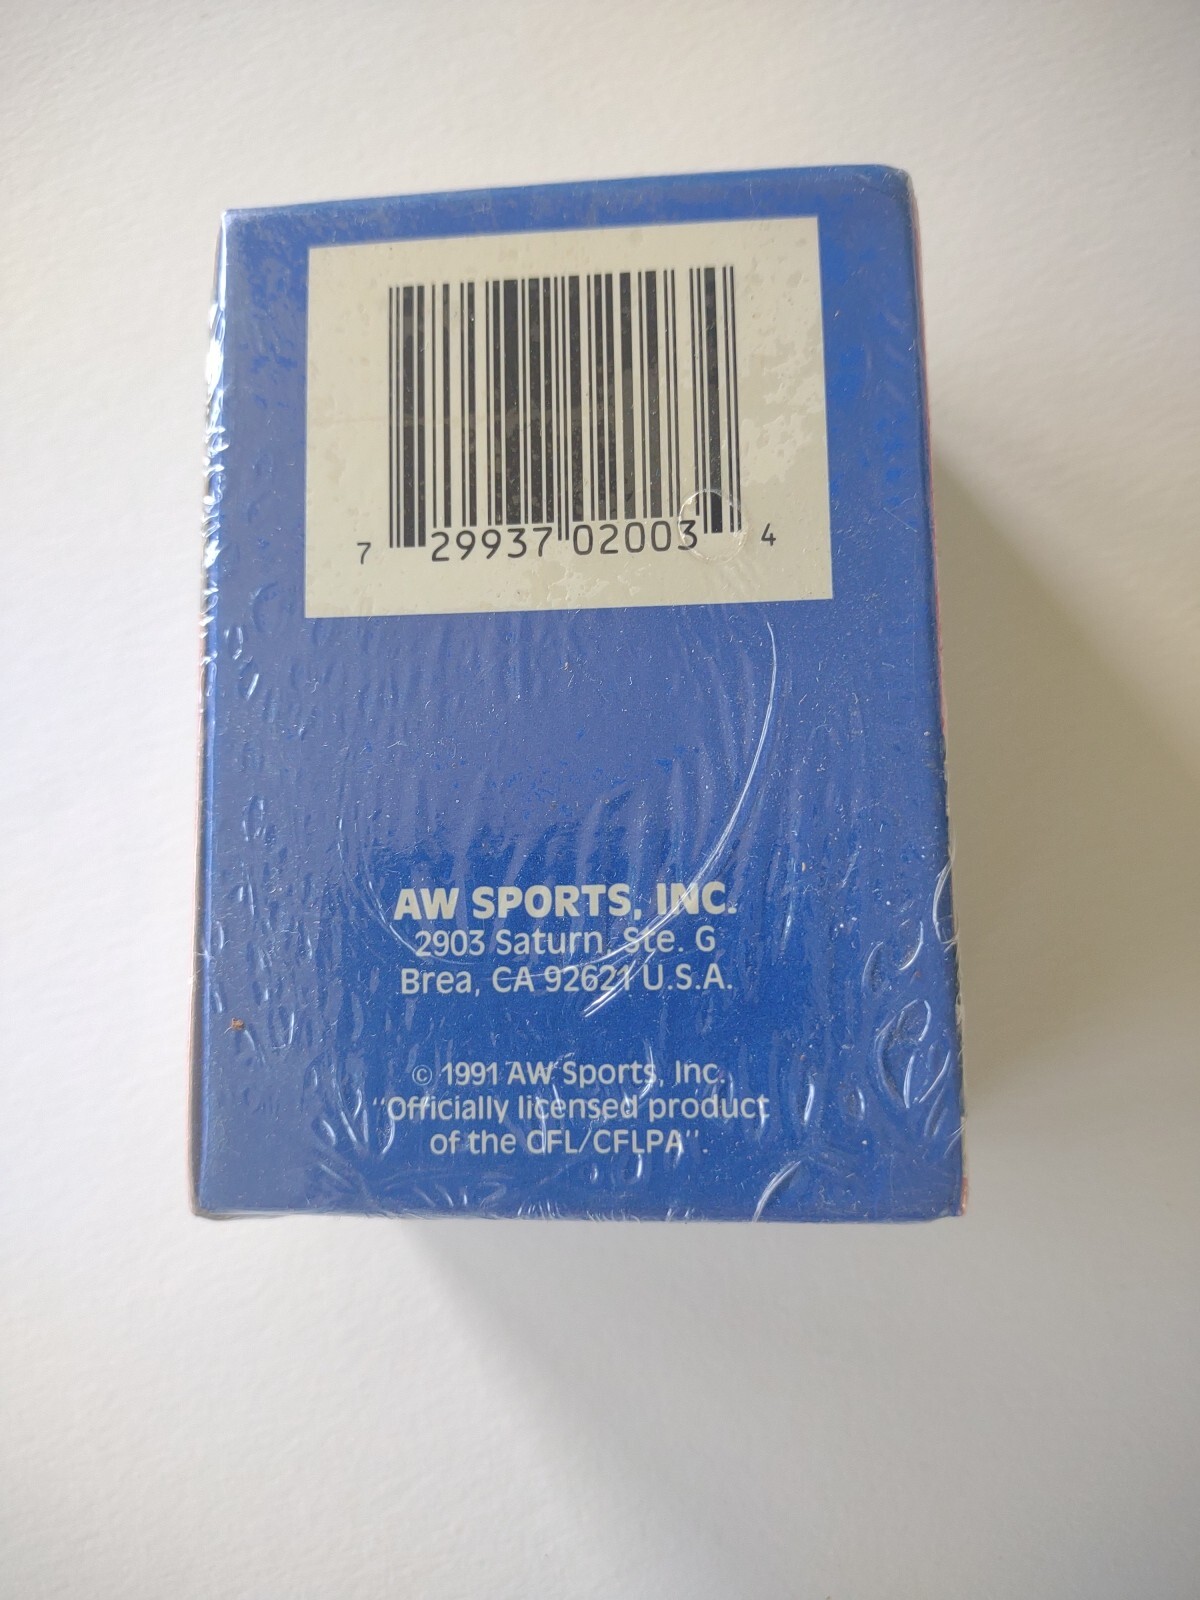 7 29937 02003 4
AW SPORTS, INC.
2903 Saturn, Ste. G
Brea, CA 92621 U.S.A.
© 1991 AW Sports, Inc.
"Officially licensed product
of the CFL/CFLPA".